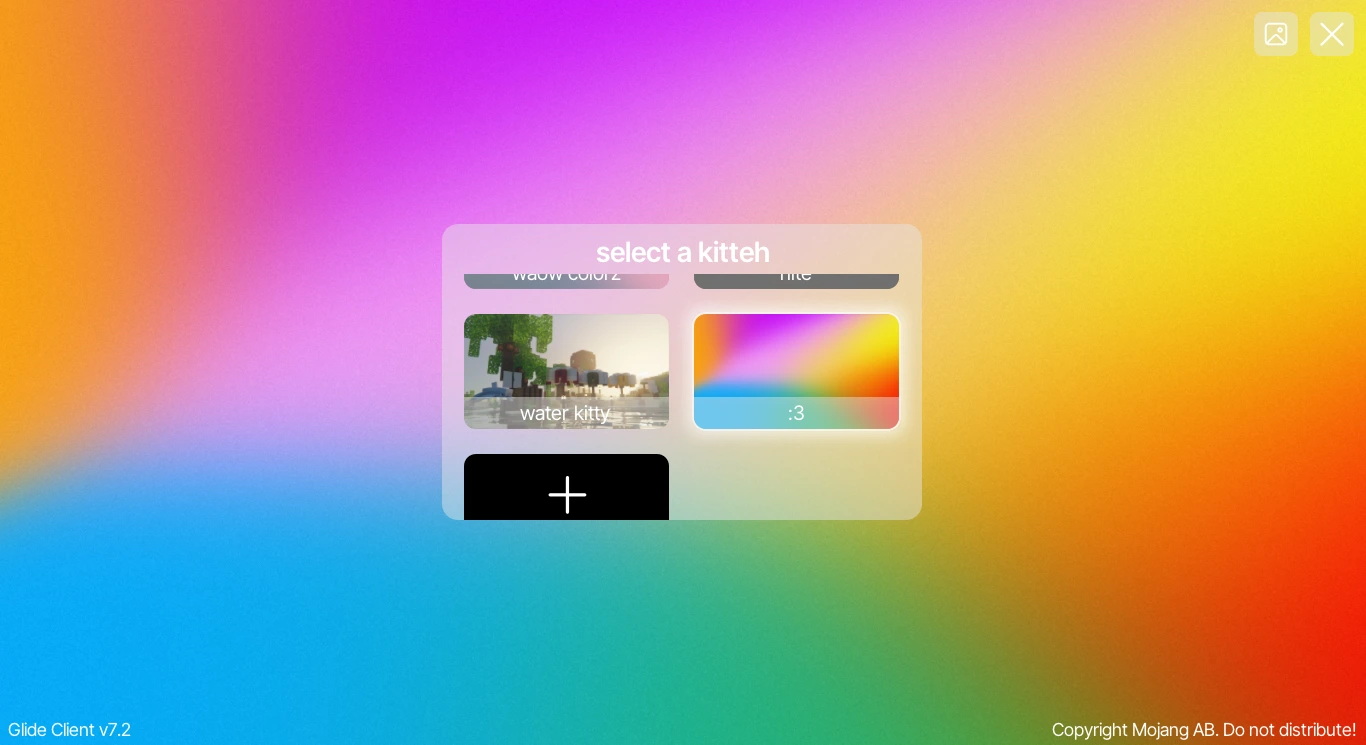 select a kitteh
waow colorz
nite
water kitty
:3
Glide Client v7.2
Copyright Mojang AB. Do not distribute!